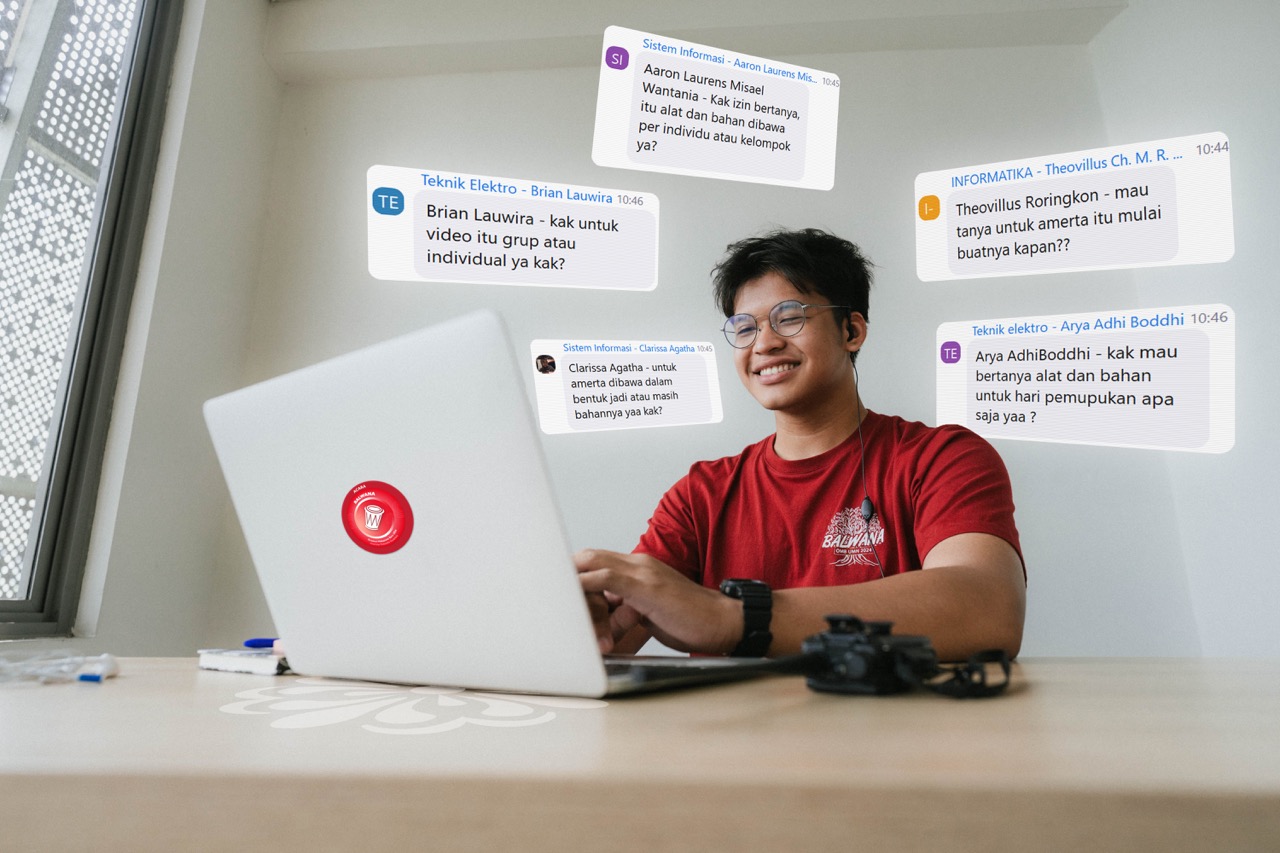 SI
Sistem Informasi - Aaron Laurens Mis... 10:45
Aaron Laurens Misael
Wantania - Kak izin bertanya,
itu alat dan bahan dibawa
per individu atau kelompok
ya?
TE
Teknik Elektro - Brian Lauwira 10:46
Brian Lauwira - kak untuk
video itu grup atau
individual ya kak?
I-
INFORMATIKA - Theovillus Ch. M. R. ... 10:44
Theovillus Roringkon - mau
tanya untuk amerta itu mulai
buatnya kapan??
Sistem Informasi - Clarissa Agatha 10:45
Clarissa Agatha - untuk
amerta dibawa dalam
bentuk jadi atau masih
bahannya yaa kak?
TE
Teknik elektro - Arya Adhi Boddhi 10:46
Arya AdhiBoddhi - kak mau
bertanya alat dan bahan
untuk hari pemupukan apa
saja yaa ?
ACARA
BALWANA
BALWANA
OMB UMN 2024